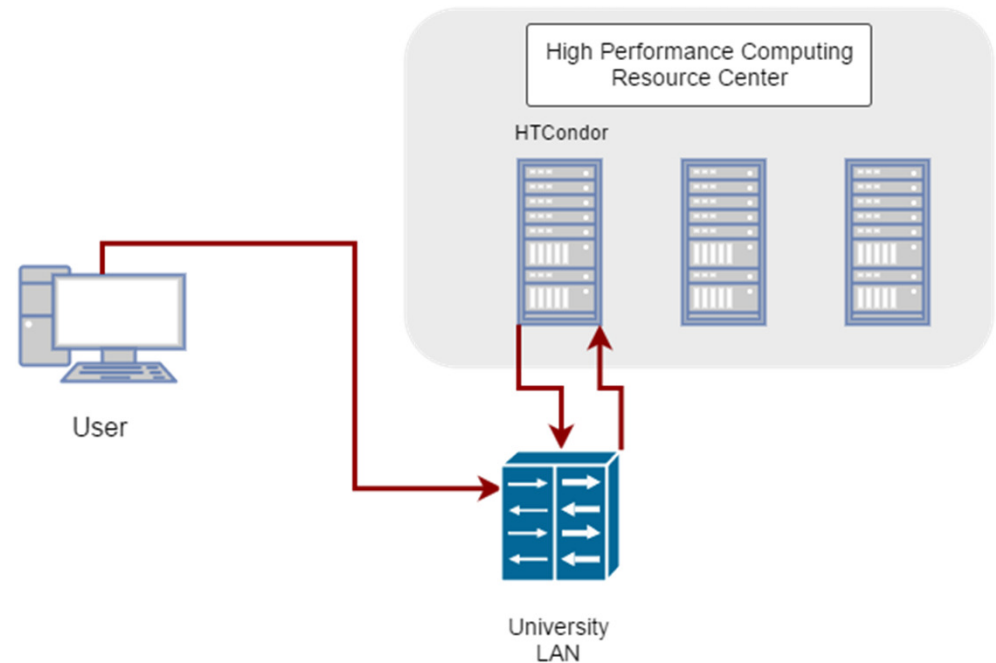 High Performance Computing
Resource Center
HTCondor
User
University
LAN